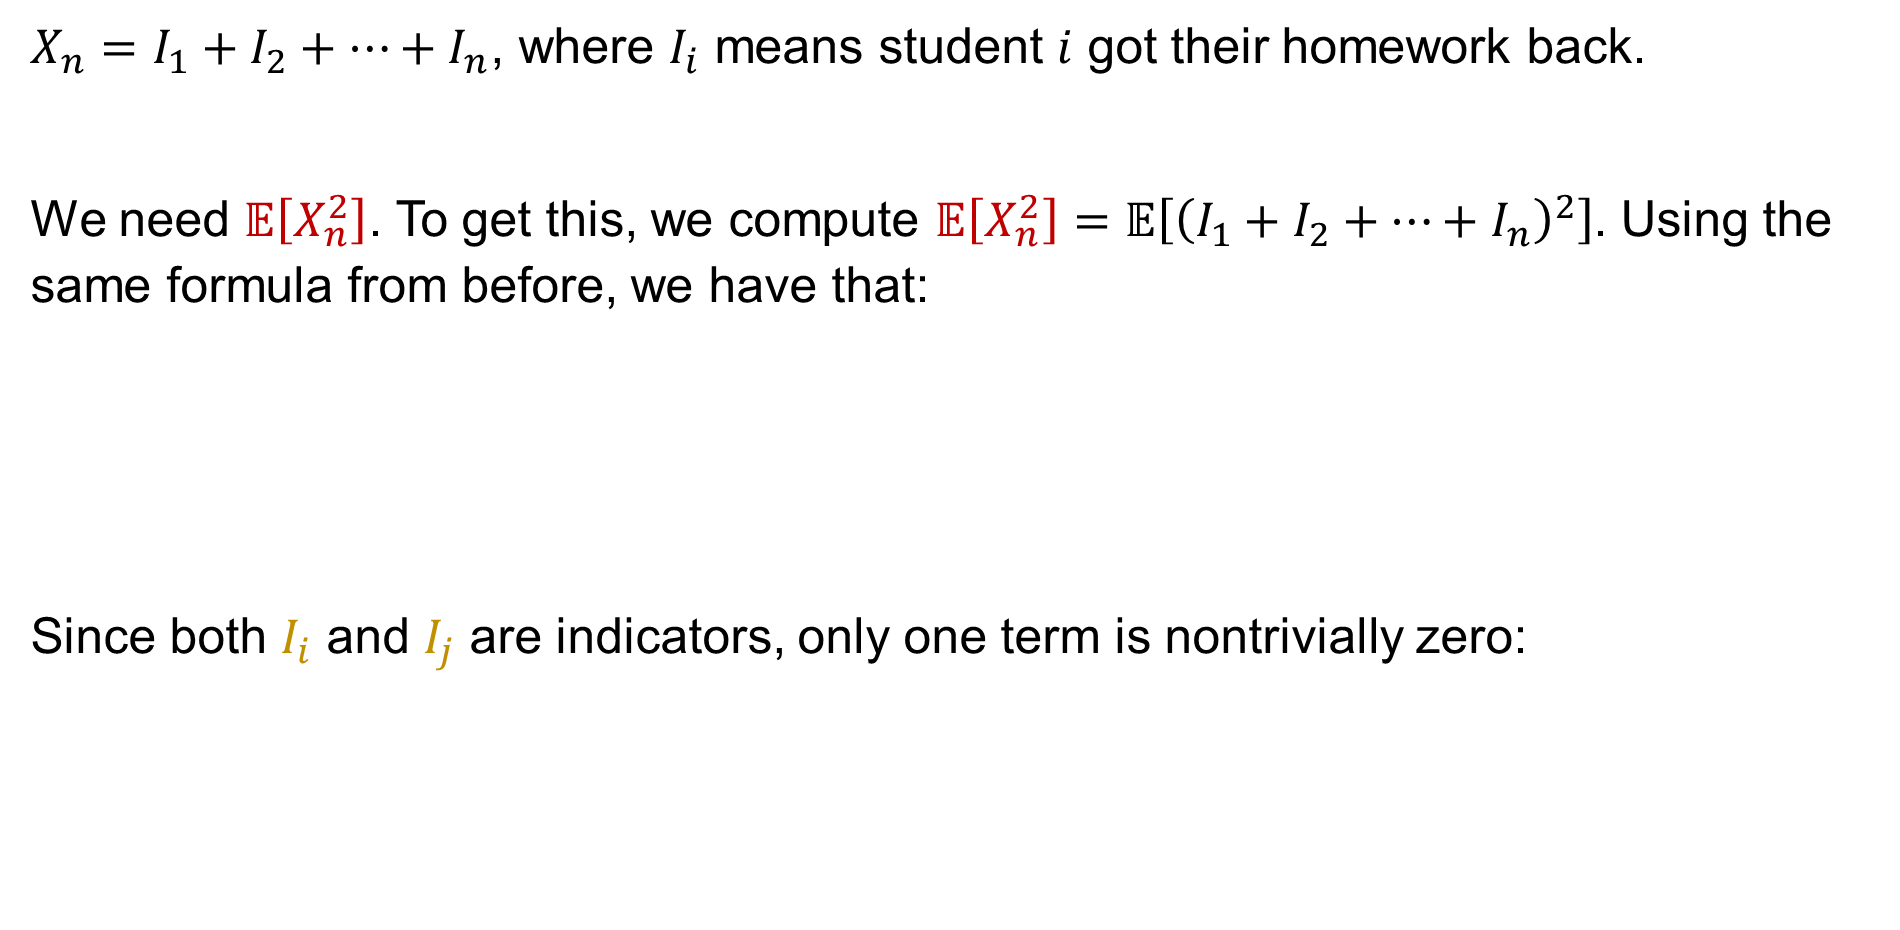 𝑋ₙ = 𝐼₁ + 𝐼₂ + ⋯ + 𝐼ₙ, where 𝐼ᵢ means student 𝑖 got their homework back.
We need 𝔼[𝑋ₙ²]. To get this, we compute 𝔼[𝑋ₙ²] = 𝔼[(𝐼₁ + 𝐼₂ + ⋯ + 𝐼ₙ)²]. Using the
same formula from before, we have that:
Since both 𝐼ᵢ and 𝐼ⱼ are indicators, only one term is nontrivially zero: